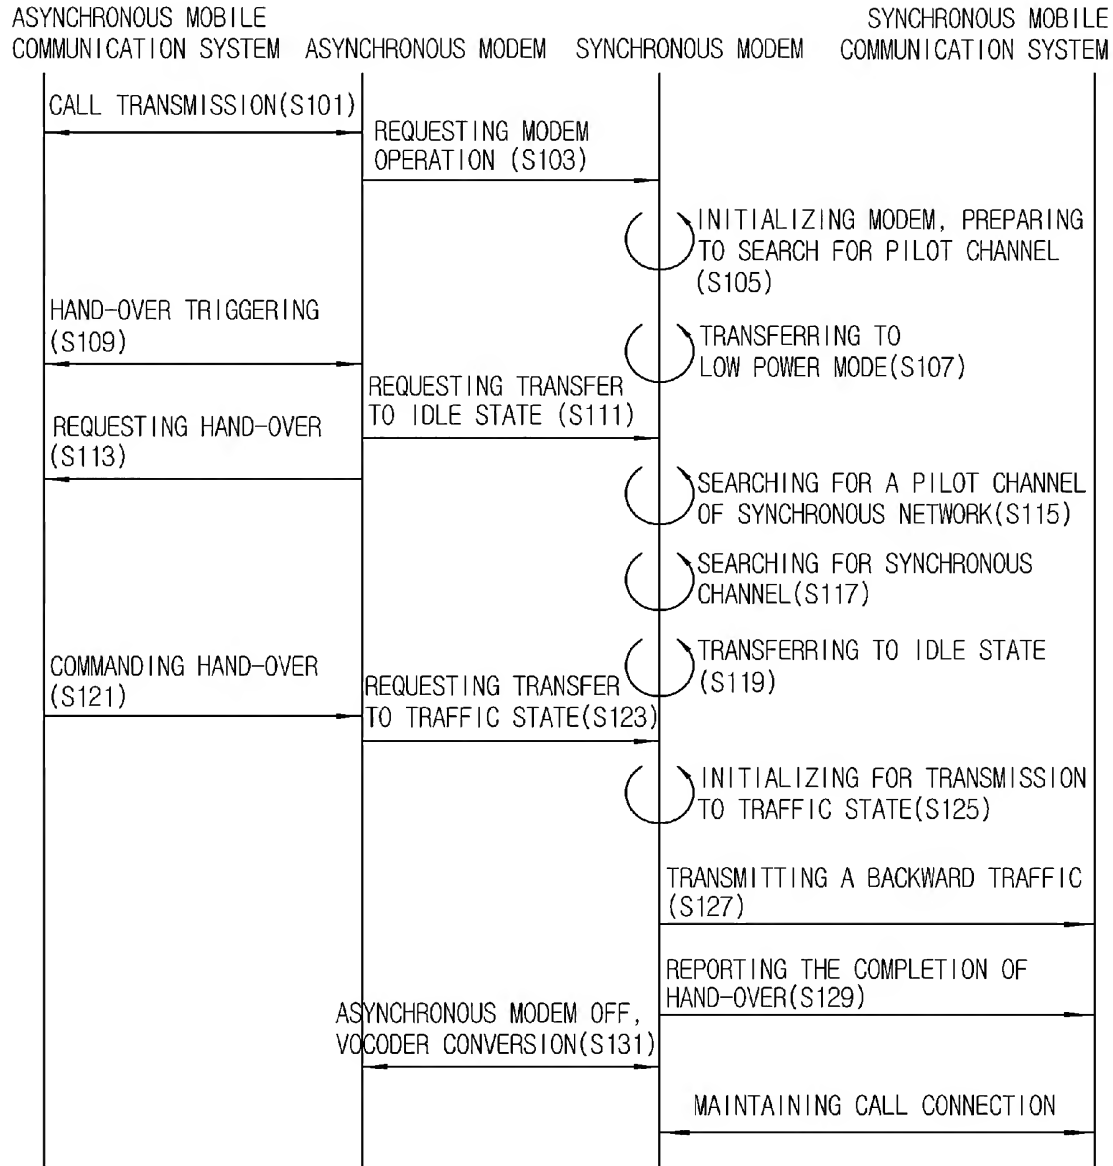 ASYNCHRONOUS MOBILE
COMMUNICATION SYSTEM
ASYNCHRONOUS MODEM
SYNCHRONOUS MODEM
SYNCHRONOUS MOBILE
COMMUNICATION SYSTEM
CALL TRANSMISSION(S101)
REQUESTING MODEM
OPERATION (S103)
INITIALIZING MODEM, PREPARING
TO SEARCH FOR PILOT CHANNEL
(S105)
HAND-OVER TRIGGERING
(S109)
TRANSFERRING TO
LOW POWER MODE(S107)
REQUESTING TRANSFER
TO IDLE STATE (S111)
REQUESTING HAND-OVER
(S113)
SEARCHING FOR A PILOT CHANNEL
OF SYNCHRONOUS NETWORK(S115)
SEARCHING FOR SYNCHRONOUS
CHANNEL(S117)
TRANSFERRING TO IDLE STATE
(S119)
COMMANDING HAND-OVER
(S121)
REQUESTING TRANSFER
TO TRAFFIC STATE(S123)
INITIALIZING FOR TRANSMISSION
TO TRAFFIC STATE(S125)
TRANSMITTING A BACKWARD TRAFFIC
(S127)
REPORTING THE COMPLETION OF
HAND-OVER(S129)
ASYNCHRONOUS MODEM OFF,
VOCODER CONVERSION(S131)
MAINTAINING CALL CONNECTION